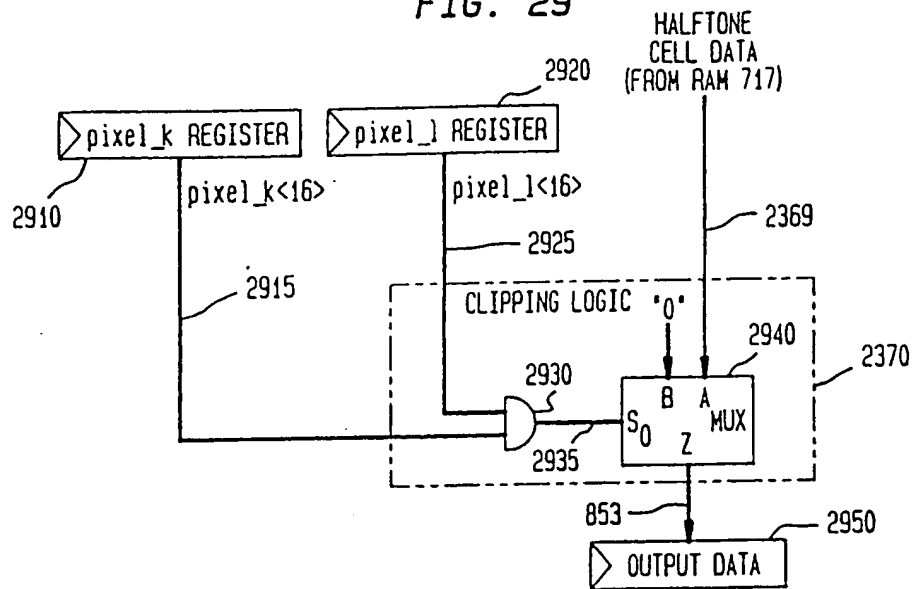 FIG. 29
HALFTONE
CELL DATA
(FROM RAM 717)
2920
pixel_k REGISTER
pixel_l REGISTER
2910
pixel_k<16>
pixel_l<16>
2369
2925
2915
CLIPPING LOGIC
"0"
2940
2370
2930
B
A
S0
MUX
Z
2935
853
2950
OUTPUT DATA